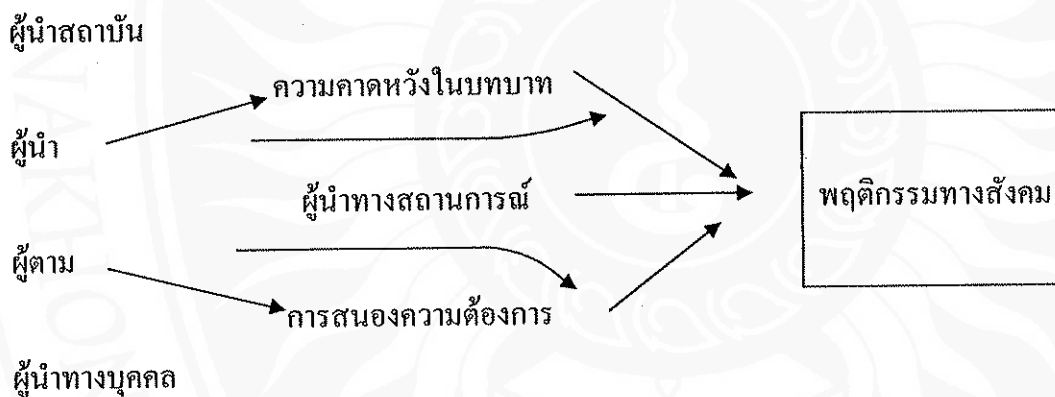 ผู้นำสถาบัน
ความคาดหวังในบทบาท
ผู้นำ
ผู้นำทางสถานการณ์
พฤติกรรมทางสังคม
ผู้ตาม
การสนองความต้องการ
ผู้นำทางบุคคล